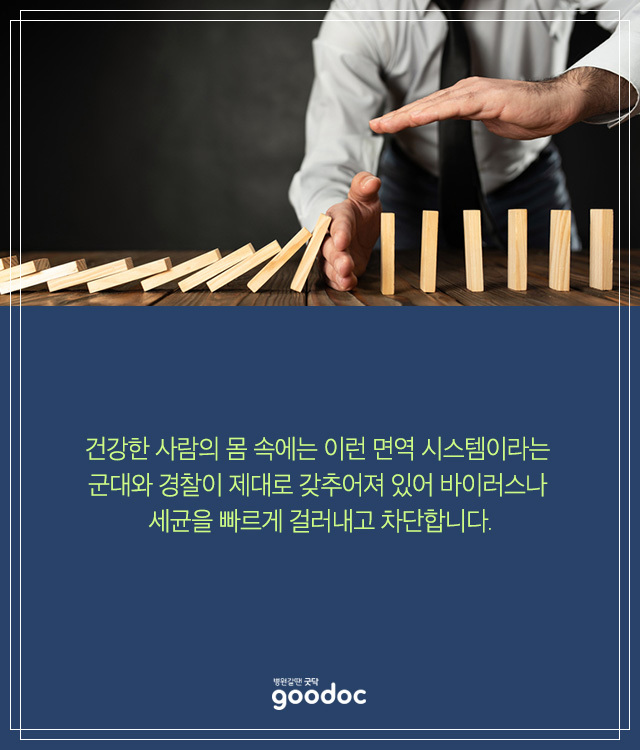 건강한 사람의 몸 속에는 이런 면역 시스템이라는
군대와 경찰이 제대로 갖추어져 있어 바이러스나
세균을 빠르게 걸러내고 차단합니다.
병원갈땐 굿닥
goodoc